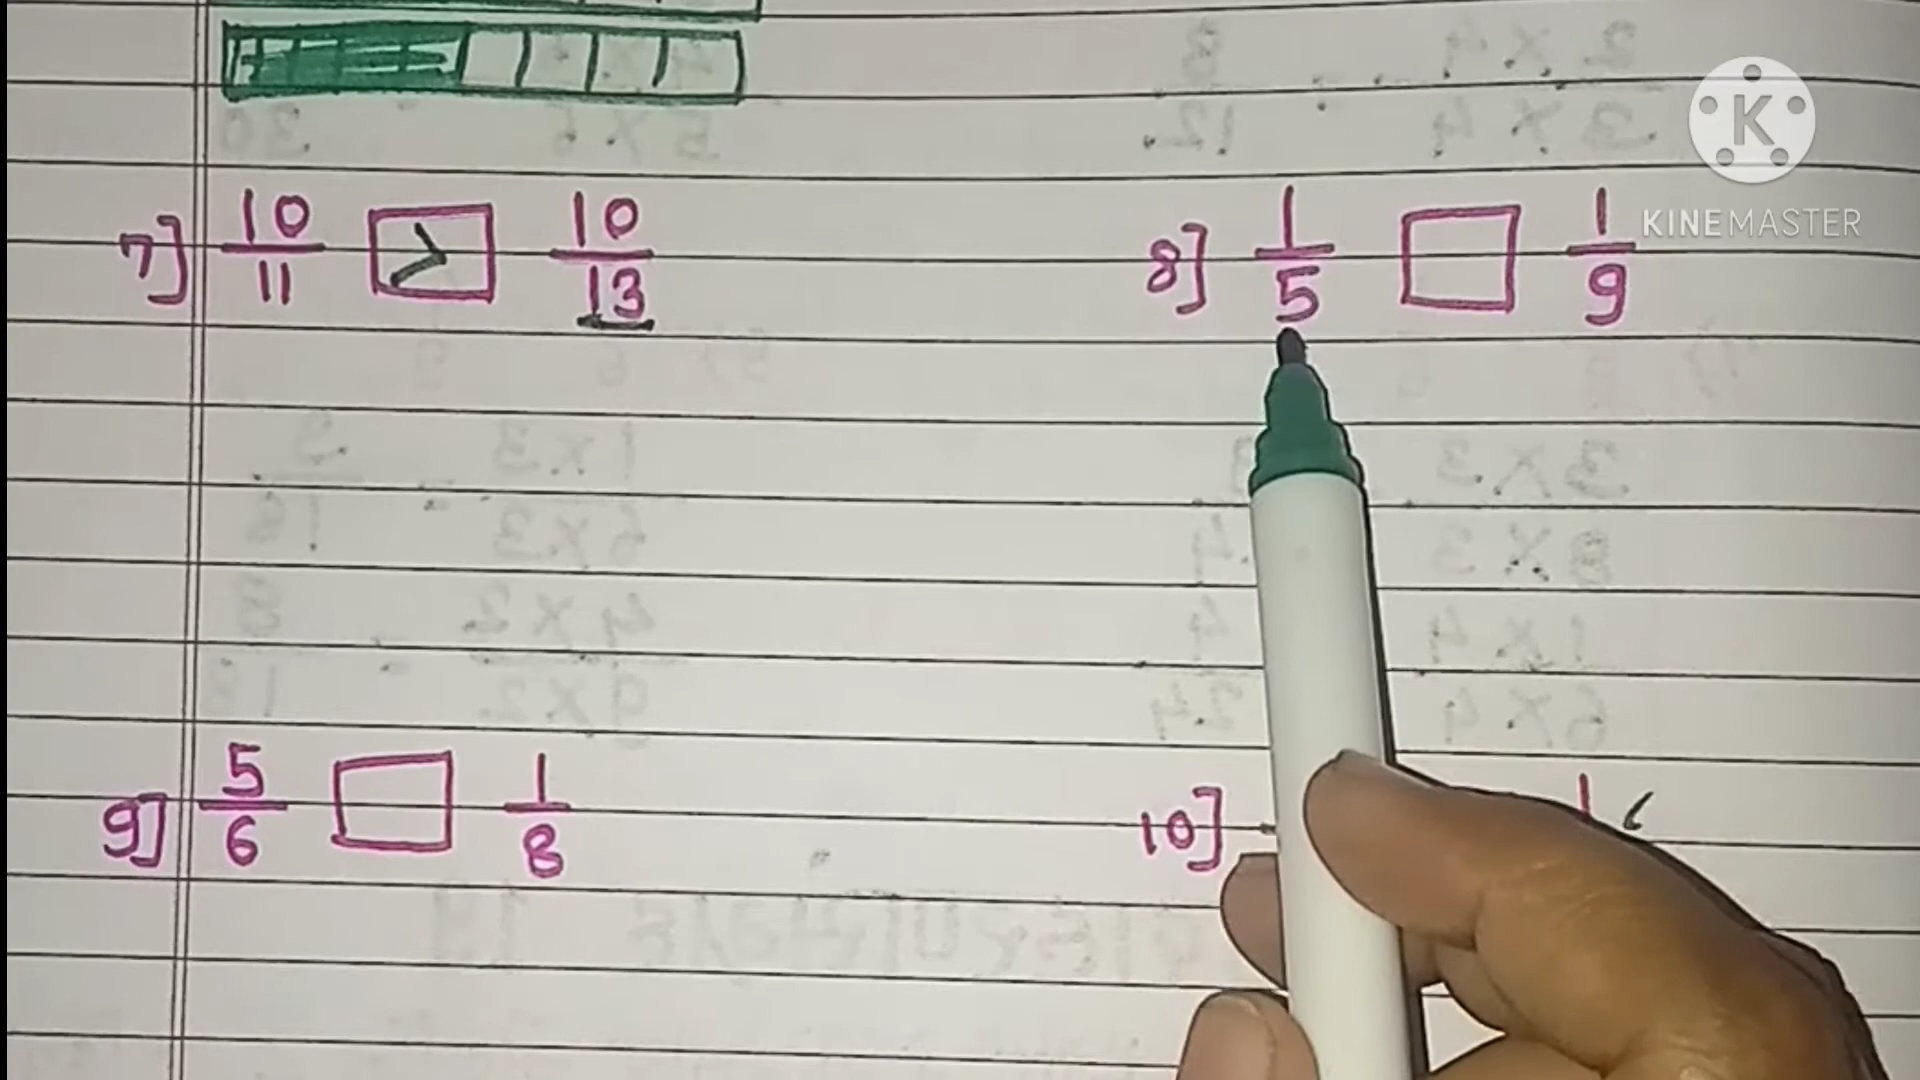 7] 10/11 > 10/13
8] 1/5 □ 1/9
KINEMASTER
9] 5/6 □ 1/8
10]